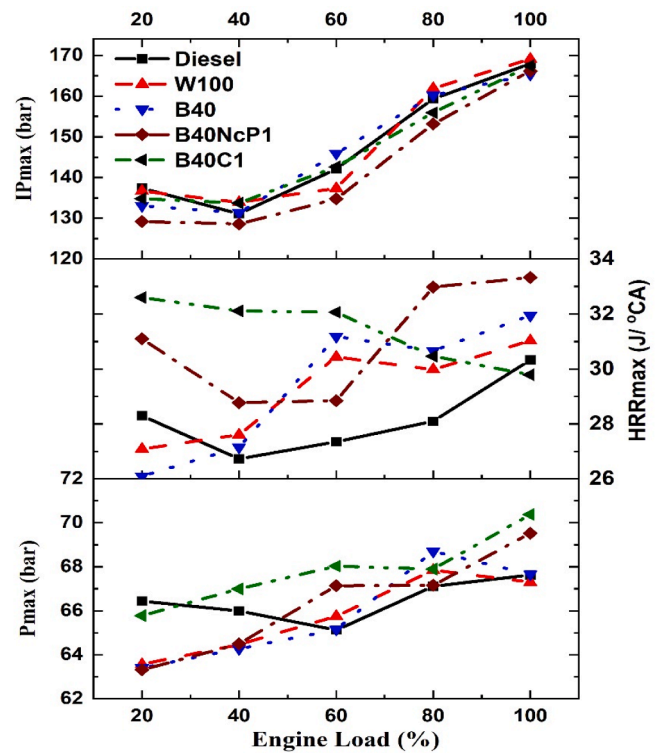 20 40 60 80 100
170
160
150
140
130
120
IPmax (bar)
Diesel
W100
B40
B40NcP1
B40C1
34
32
30
28
26
HRRmax (J/ °CA)
72
70
68
66
64
62
Pmax (bar)
20 40 60 80 100
Engine Load (%)